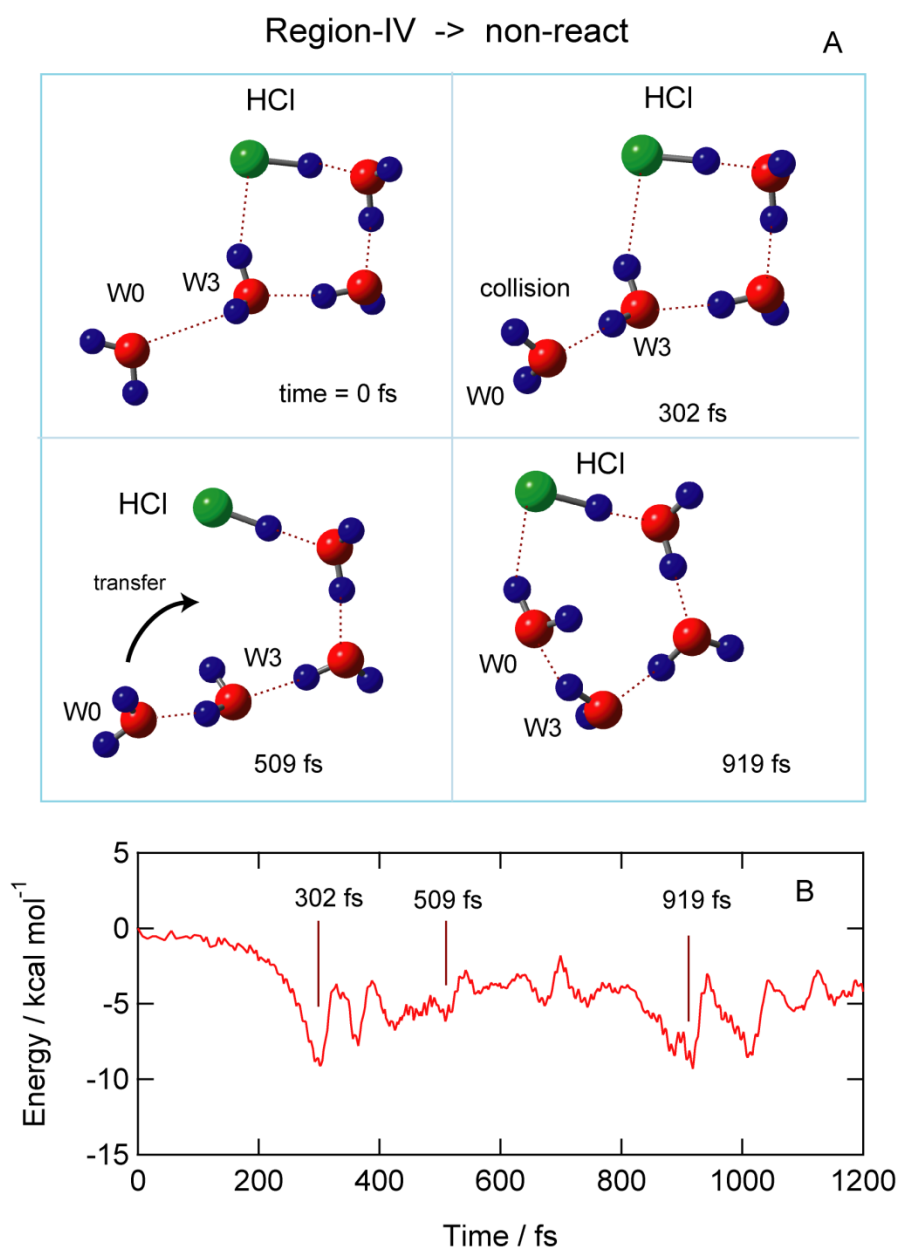 Region-IV -> non-react
A
HCl
W0
W3
time = 0 fs
HCl
collision
W3
W0
302 fs
HCl
transfer
W3
W0
509 fs
HCl
W0
W3
919 fs
B
302 fs
509 fs
919 fs
5
0
-5
-10
-15
Energy / kcal mol⁻¹
0
200
400
600
800
1000
1200
Time / fs